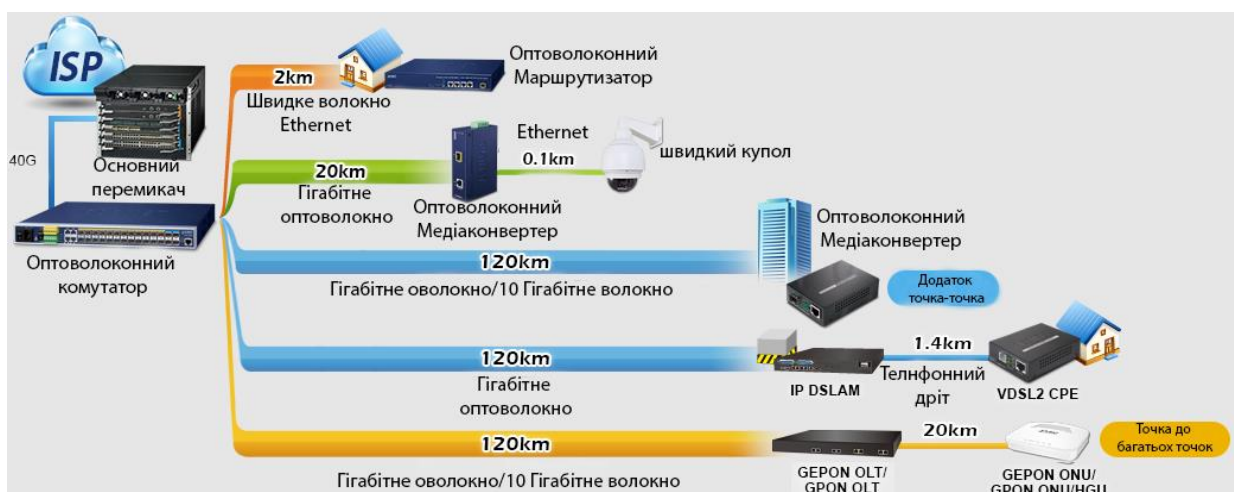 ISP
40G
Основний
перемикач
Оптоволоконний
комутатор
2km
Швидке волокно
Ethernet
Оптоволоконний
Маршрутизатор
20km
Гігабітне
оптоволокно
Оптоволоконний
Медіаконвертер
Ethernet
0.1km
швидкий купол
120km
Гігабітне оволокно/10 Гігабітне волокно
Оптоволоконний
Медіаконвертер
Додаток
точка-точка
120km
Гігабітне
оптоволокно
IP DSLAM
1.4km
Телнфонний
дріт
VDSL2 CPE
120km
Гігабітне оволокно/10 Гігабітне волокно
GEPON OLT/
GPON OLT
20km
GEPON ONU/
GPON ONU/HGU
Точка до
багатьох точок